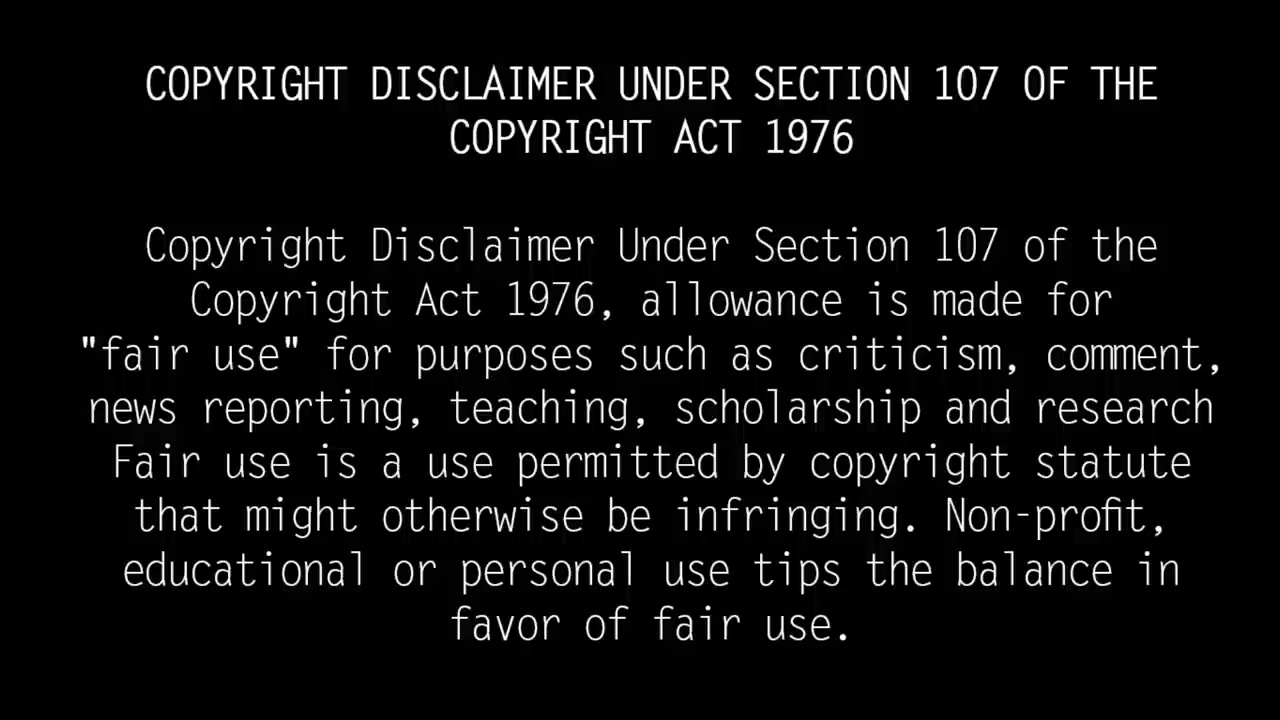 COPYRIGHT DISCLAIMER UNDER SECTION 107 OF THE
COPYRIGHT ACT 1976
Copyright Disclaimer Under Section 107 of the
Copyright Act 1976, allowance is made for
"fair use" for purposes such as criticism, comment,
news reporting, teaching, scholarship and research
Fair use is a use permitted by copyright statute
that might otherwise be infringing. Non-profit,
educational or personal use tips the balance in
favor of fair use.